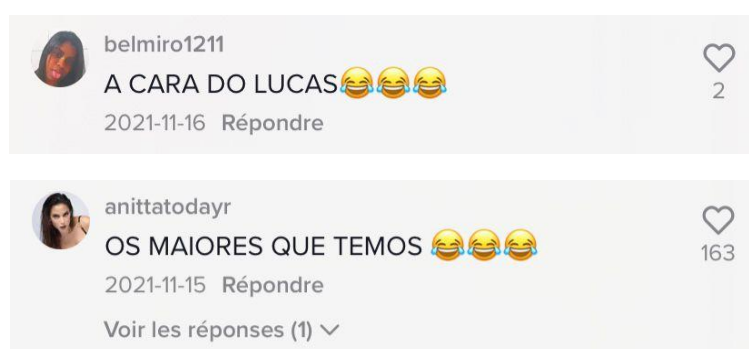 belmiro1211
A CARA DO LUCAS😂😂😂
2
2021-11-16 Répondre
anittatodayr
OS MAIORES QUE TEMOS 😂😂😂
163
2021-11-15 Répondre
Voir les réponses (1)